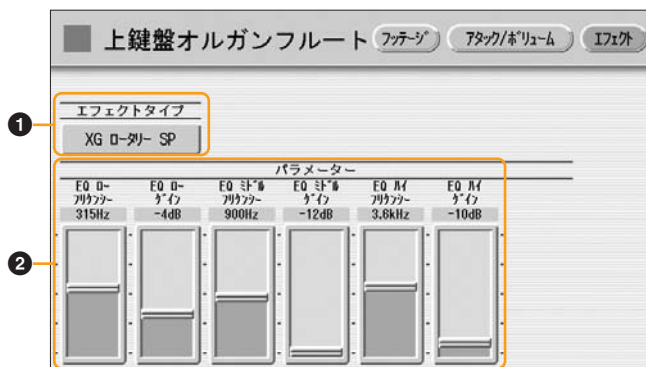 上鍵盤オルガンフルート フッテージ アタック/ボリューム エフェクト
1
エフェクトタイプ
XG ロータリー SP
2
パラメーター
EQ ロー EQ ロー EQ ミドル EQ ミドル EQ ハイ EQ ハイ
フリケンシー ゲイン フリケンシー ゲイン フリケンシー ゲイン
315Hz -4dB 900Hz -12dB 3.6kHz -10dB